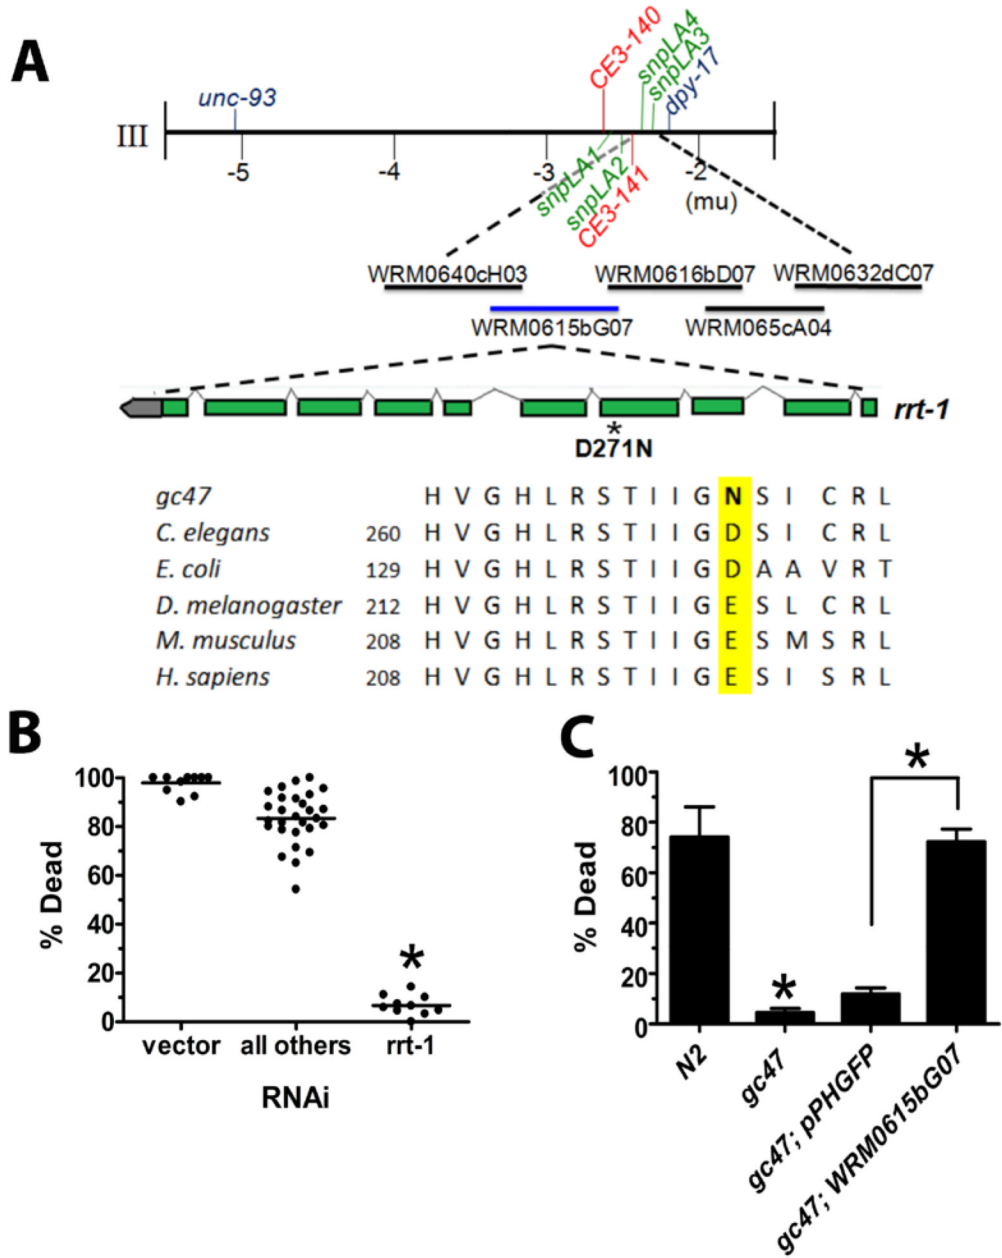 A
unc-93
CE3-140
snpLA4
snpLA3
dpy-17
III
-5
-4
-3
-2
(mu)
snpLA1
snpLA2
CE3-141
WRM0640cH03
WRM0616bD07
WRM0632dC07
WRM0615bG07
WRM065cA04
rrt-1
*
D271N
gc47 H V G H L R S T I I G N S I C R L
C. elegans 260 H V G H L R S T I I G D S I C R L
E. coli 129 H V G H L R S T I I G D A A V R T
D. melanogaster 212 H V G H L R S T I I G E S L C R L
M. musculus 208 H V G H L R S T I I G E S M S R L
H. sapiens 208 H V G H L R S T I I G E S I S R L
B
% Dead
100
80
60
40
20
0
*
vector all others rrt-1
RNAi
C
% Dead
100
80
60
40
20
0
*
*
N2
gc47
gc47; pPHGFP
gc47; WRM0615bG07